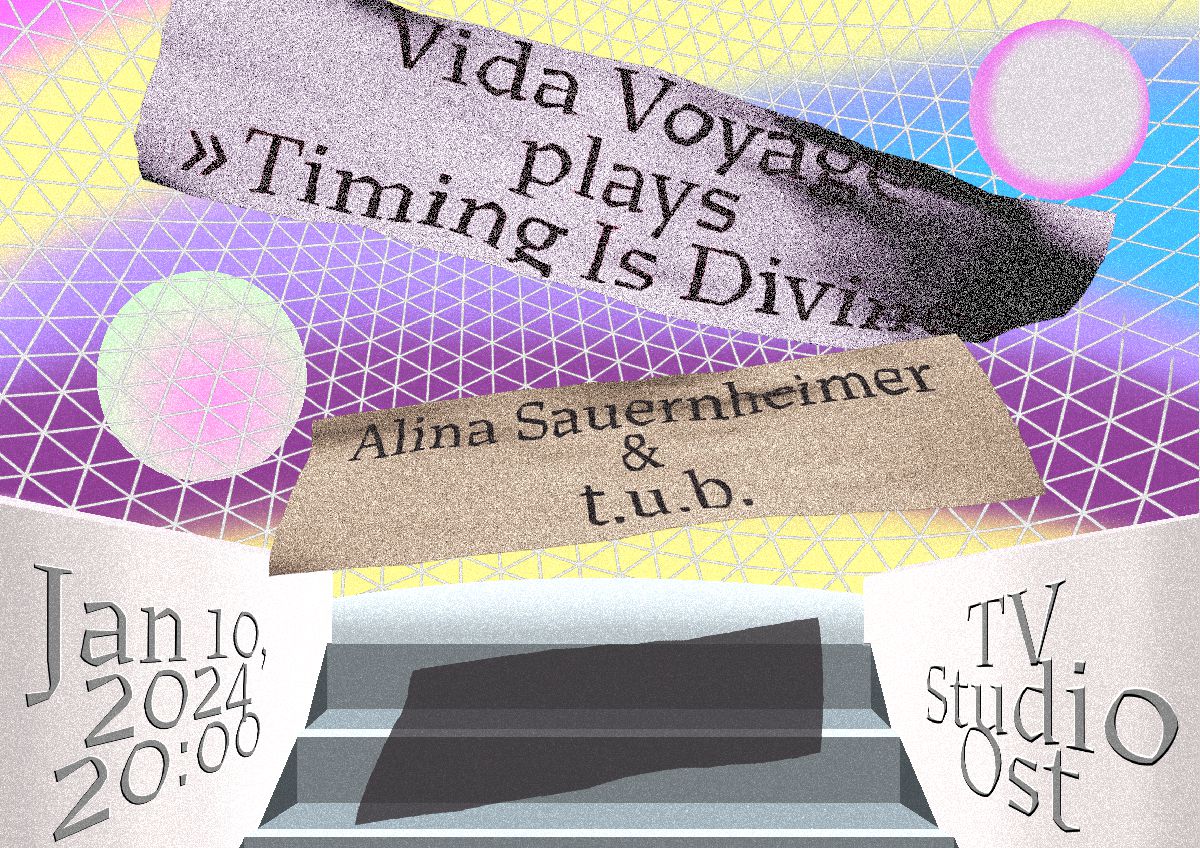 Vida Voyage
plays
»Timing Is Divin
Alina Sauernheimer
&
t.u.b.
Jan 10,
2024
20:00
TV
Studio
Ost